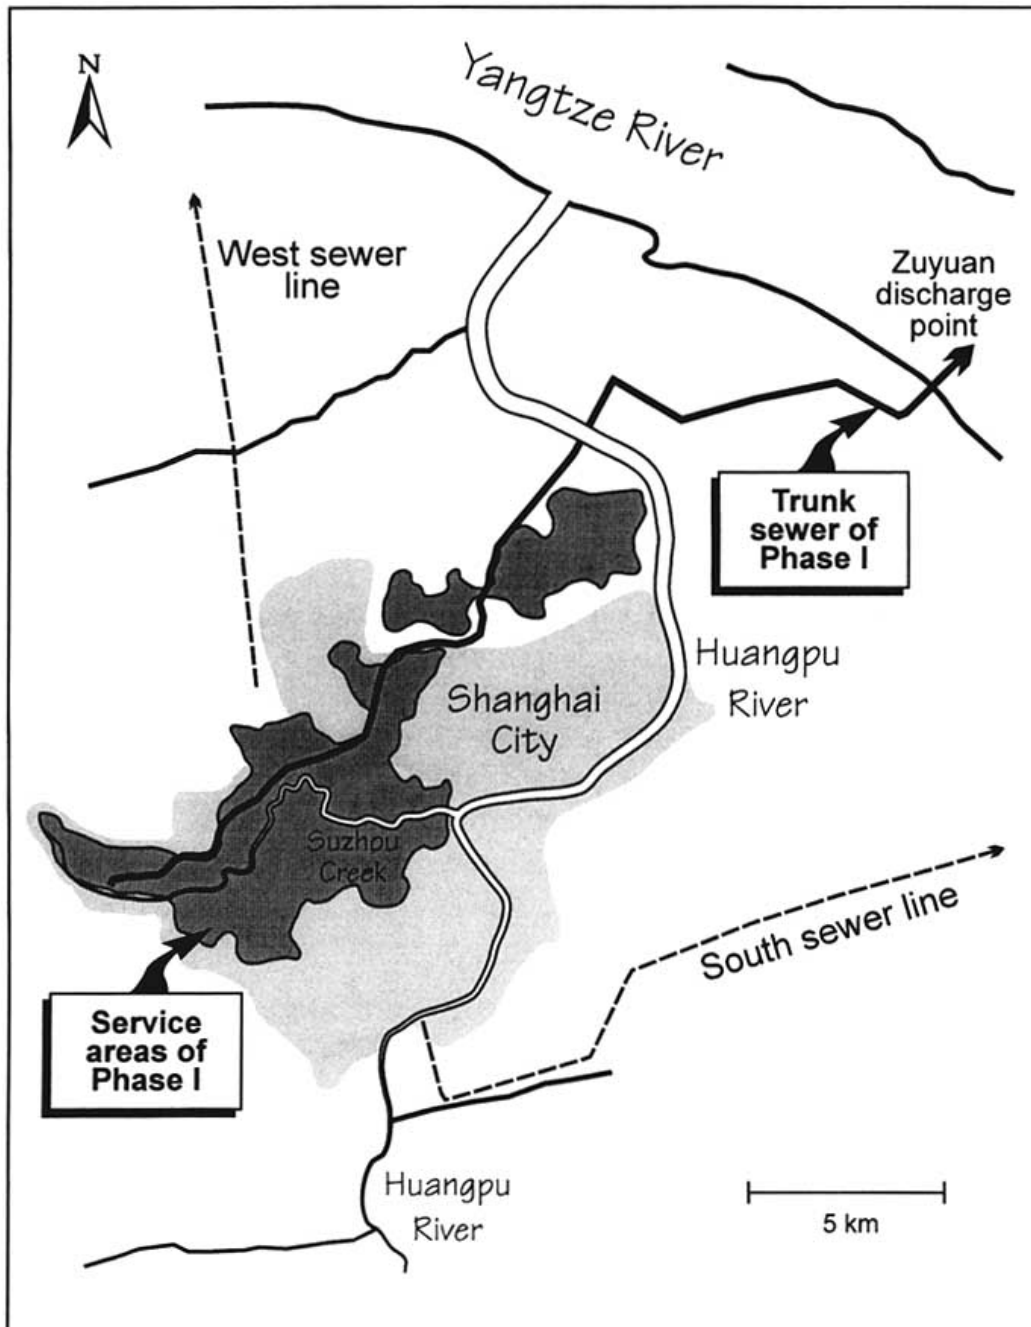 N
Yangtze River
West sewer
line
Zuyuan
discharge
point
Trunk
sewer of
Phase I
Huangpu
River
Shanghai
City
Suzhou
Creek
South sewer line
Service
areas of
Phase I
Huangpu
River
5 km